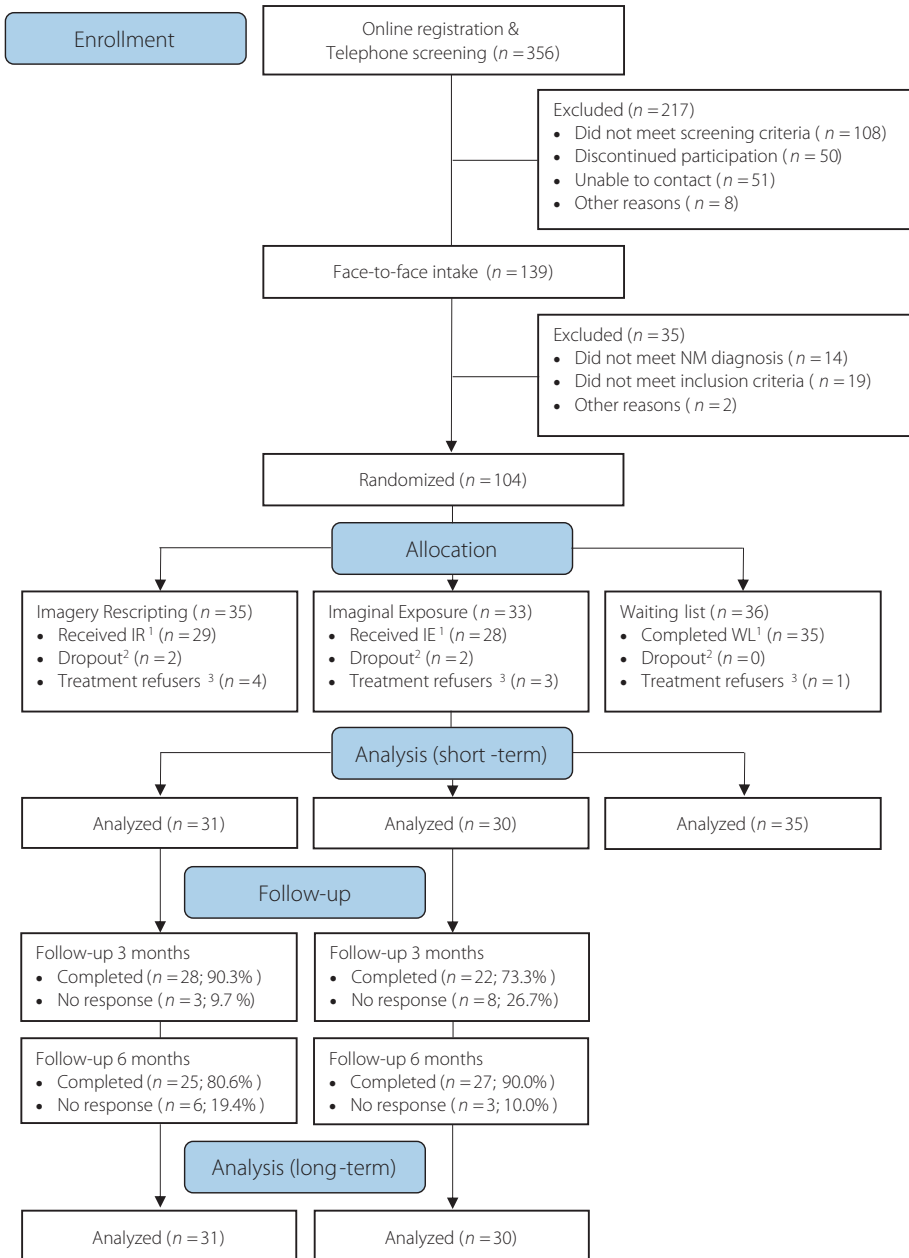 Enrollment
Online registration &
Telephone screening (n = 356)
Excluded (n = 217)
• Did not meet screening criteria ( n = 108)
• Discontinued participation (n = 50)
• Unable to contact (n = 51)
• Other reasons ( n = 8)
Face-to-face intake (n = 139)
Excluded (n = 35)
• Did not meet NM diagnosis (n = 14)
• Did not meet inclusion criteria (n = 19)
• Other reasons ( n = 2)
Randomized (n = 104)
Allocation
Imagery Rescripting (n = 35)
• Received IR¹ (n = 29)
• Dropout² (n = 2)
• Treatment refusers ³ (n = 4)
Imaginal Exposure (n = 33)
• Received IE¹ (n = 28)
• Dropout² (n = 2)
• Treatment refusers ³ (n = 3)
Waiting list (n = 36)
• Completed WL¹ (n = 35)
• Dropout² (n = 0)
• Treatment refusers ³ (n = 1)
Analysis (short -term)
Analyzed (n = 31)
Analyzed (n = 30)
Analyzed (n = 35)
Follow-up
Follow-up 3 months
• Completed (n = 28; 90.3% )
• No response (n = 3; 9.7 %)
Follow-up 3 months
• Completed (n = 22; 73.3% )
• No response (n = 8; 26.7%)
Follow-up 6 months
• Completed (n = 25; 80.6% )
• No response (n = 6; 19.4% )
Follow-up 6 months
• Completed (n = 27; 90.0% )
• No response (n = 3; 10.0% )
Analysis (long-term)
Analyzed (n = 31)
Analyzed (n = 30)